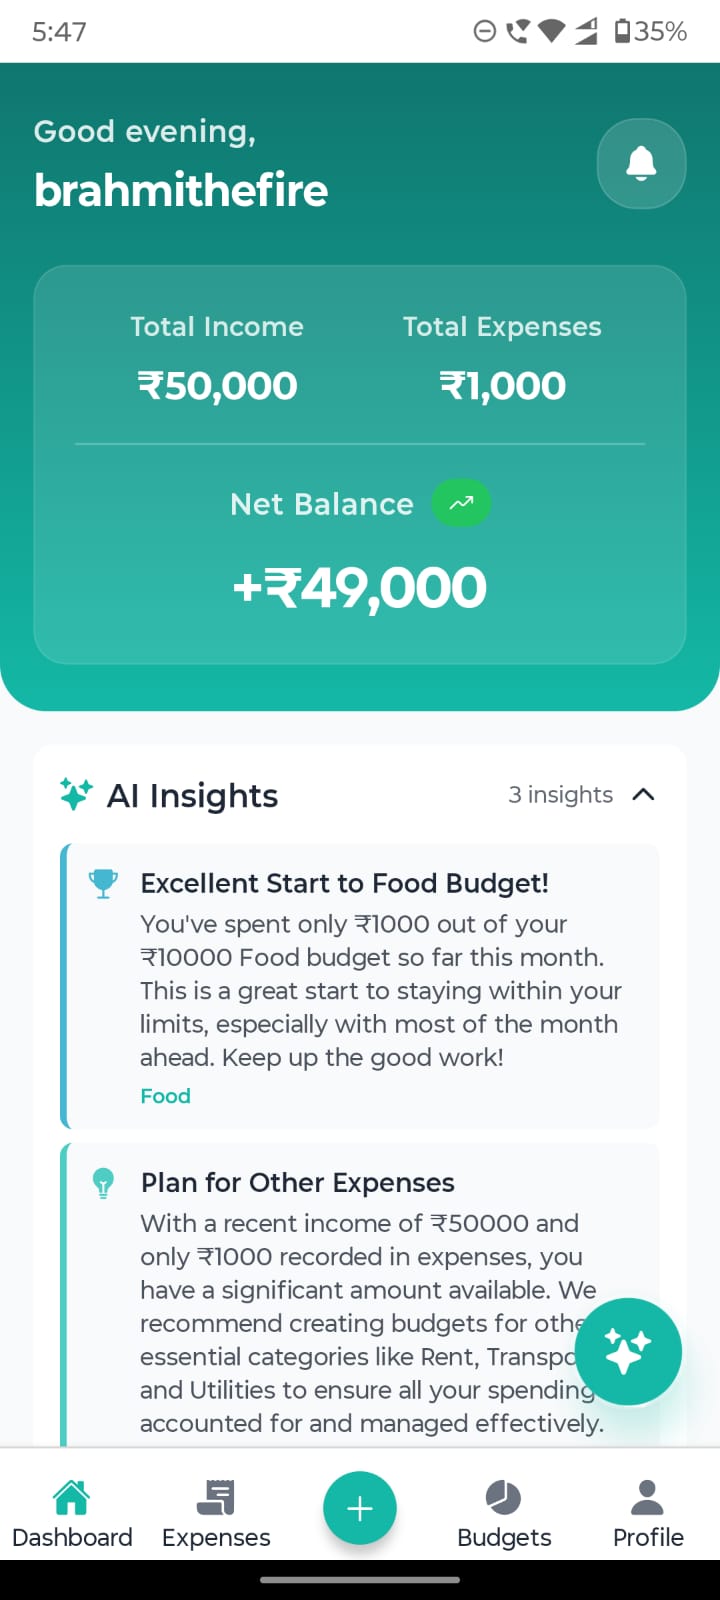 5:47
35%
Good evening,
brahmithefire
Total Income
Total Expenses
₹50,000
₹1,000
Net Balance
+₹49,000
AI Insights
3 insights
Excellent Start to Food Budget!
You've spent only ₹1000 out of your
₹10000 Food budget so far this month.
This is a great start to staying within your
limits, especially with most of the month
ahead. Keep up the good work!
Food
Plan for Other Expenses
With a recent income of ₹50000 and
only ₹1000 recorded in expenses, you
have a significant amount available. We
recommend creating budgets for othe
essential categories like Rent, Transpo
and Utilities to ensure all your spending
accounted for and managed effectively.
Dashboard
Expenses
Budgets
Profile